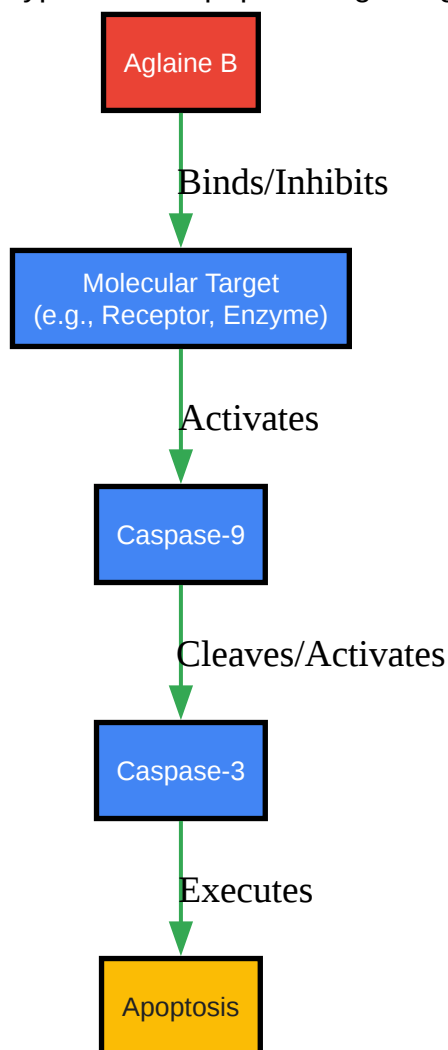 Aglaine B
Binds/Inhibits
Molecular Target
(e.g., Receptor, Enzyme)
Activates
Caspase-9
Cleaves/Activates
Caspase-3
Executes
Apoptosis